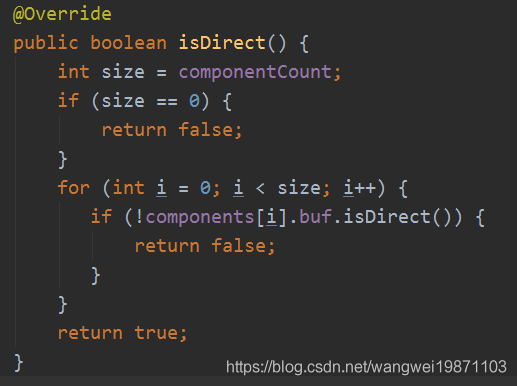 @Override
public boolean isDirect() {
    int size = componentCount;
    if (size == 0) {
        return false;
    }
    for (int i = 0; i < size; i++) {
       if (!components[i].buf.isDirect()) {
           return false;
       }
    }
    return true;
}
https://blog.csdn.net/wangwei19871103